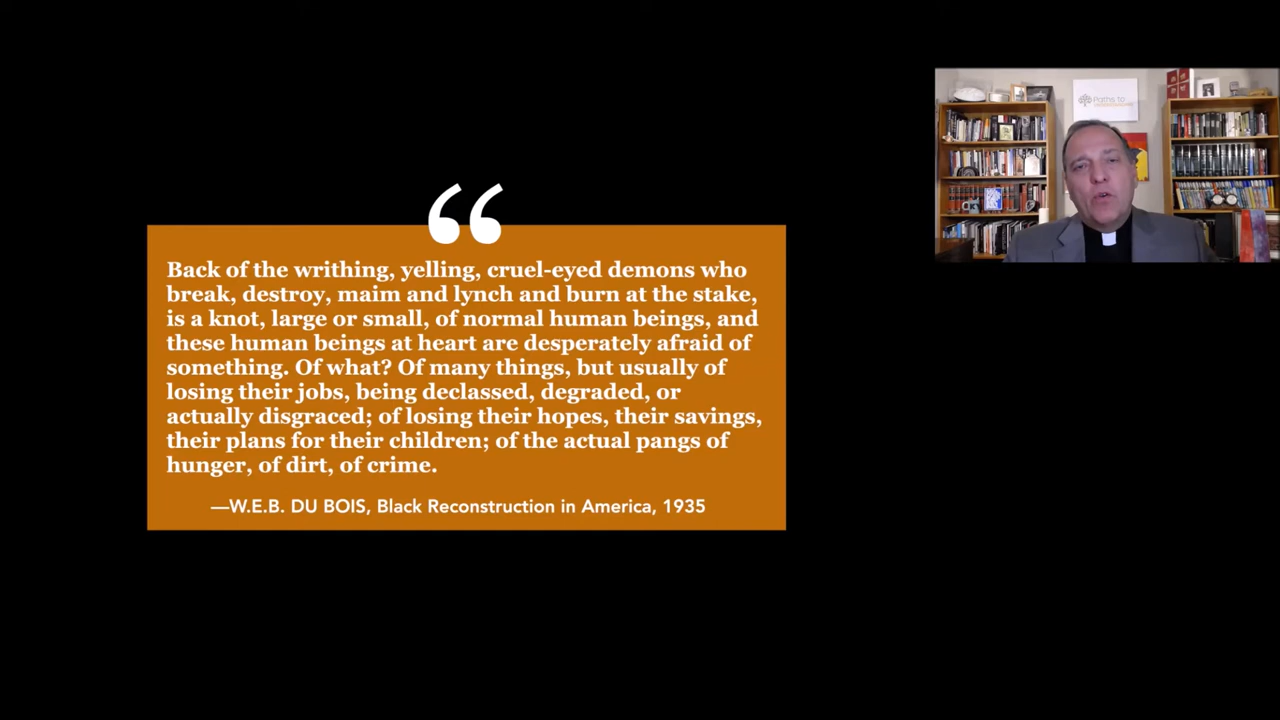 Paths to
“
Back of the writhing, yelling, cruel-eyed demons who
break, destroy, maim and lynch and burn at the stake,
is a knot, large or small, of normal human beings, and
these human beings at heart are desperately afraid of
something. Of what? Of many things, but usually of
losing their jobs, being declassed, degraded, or
actually disgraced; of losing their hopes, their savings,
their plans for their children; of the actual pangs of
hunger, of dirt, of crime.
—W.E.B. DU BOIS, Black Reconstruction in America, 1935